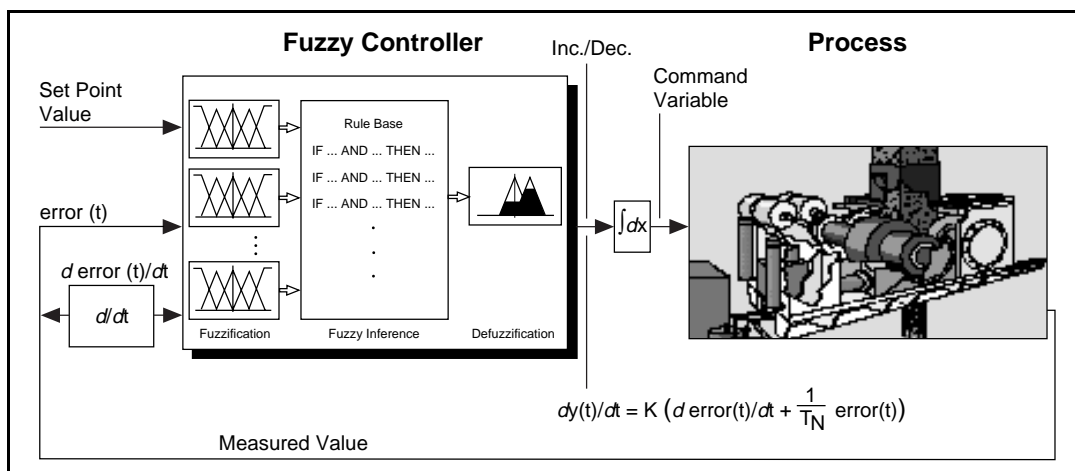 Fuzzy Controller
Inc./Dec.
Process
Set Point
Value
Command
Variable
Rule Base
IF ... AND ... THEN ...
IF ... AND ... THEN ...
IF ... AND ... THEN ...
error (t)
∫dx
d error (t)/dt
d/dt
Fuzzification
Fuzzy Inference
Defuzzification
dy(t)/dt = K (d error(t)/dt + 1/T_N error(t))
Measured Value